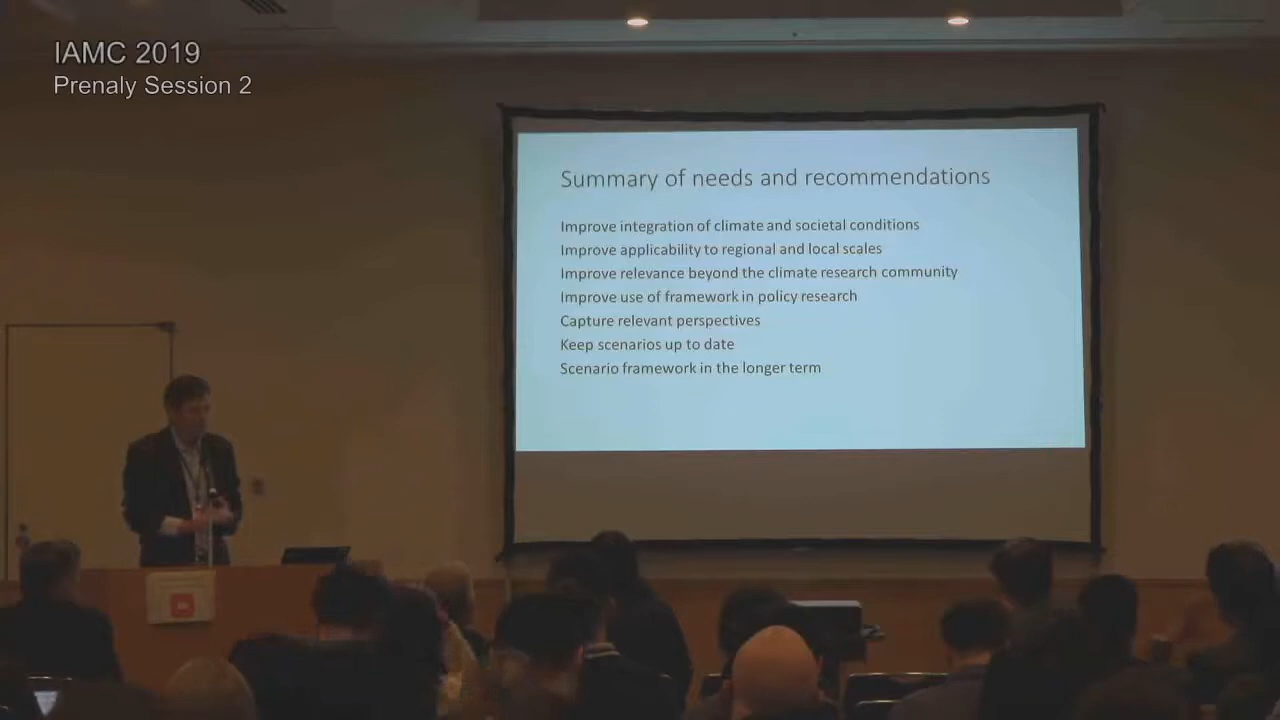 IAMC 2019
Prenaly Session 2
Summary of needs and recommendations
Improve integration of climate and societal conditions
Improve applicability to regional and local scales
Improve relevance beyond the climate research community
Improve use of framework in policy research
Capture relevant perspectives
Keep scenarios up to date
Scenario framework in the longer term